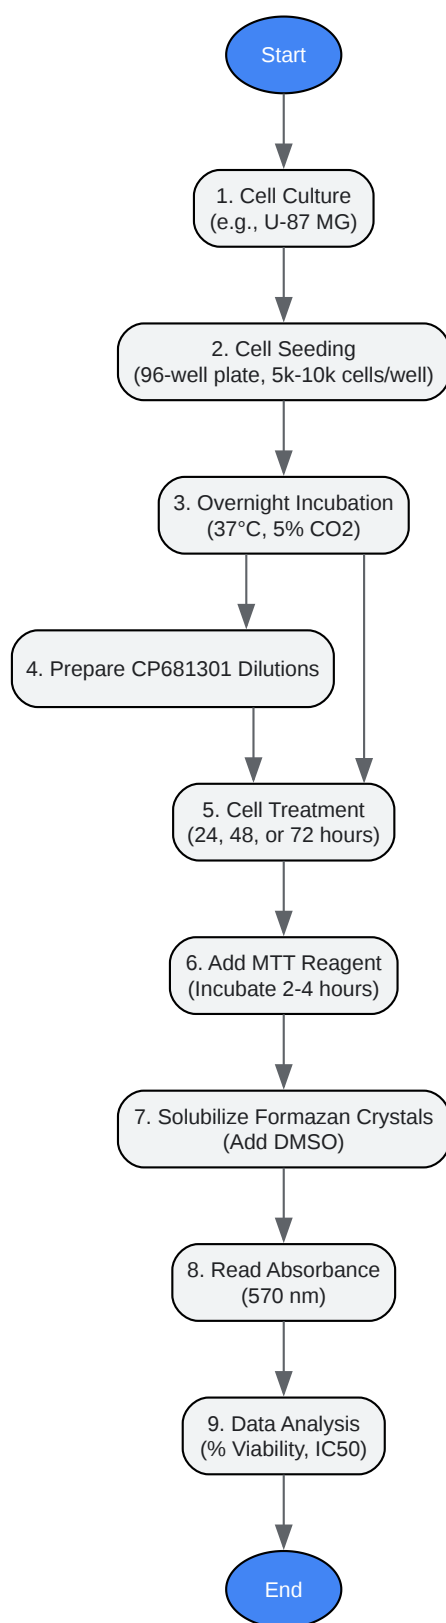 Start
1. Cell Culture
(e.g., U-87 MG)
2. Cell Seeding
(96-well plate, 5k-10k cells/well)
3. Overnight Incubation
(37°C, 5% CO2)
4. Prepare CP681301 Dilutions
5. Cell Treatment
(24, 48, or 72 hours)
6. Add MTT Reagent
(Incubate 2-4 hours)
7. Solubilize Formazan Crystals
(Add DMSO)
8. Read Absorbance
(570 nm)
9. Data Analysis
(% Viability, IC50)
End